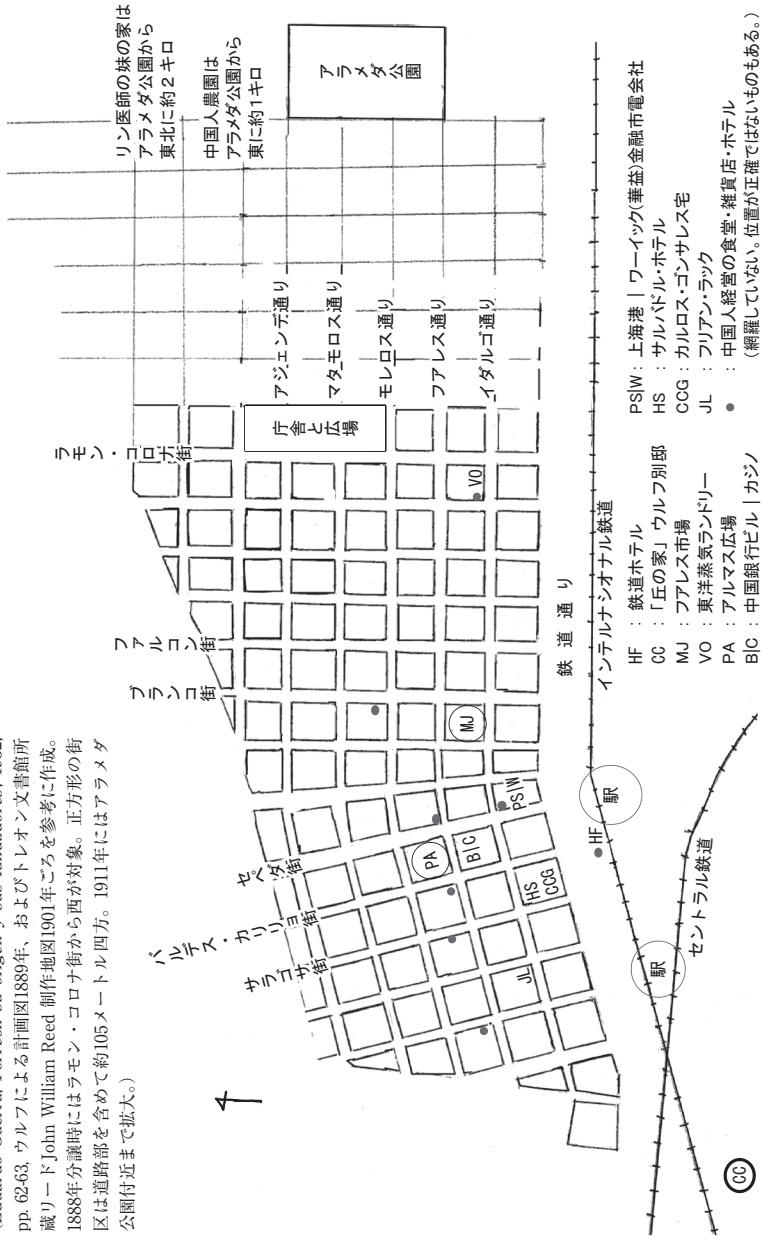 pp. 62-63, ウルフによる計画図1889年、およびトレオン文書館所
蔵リードJohn William Reed 制作地図1901年ごろを参考に作成。
1888年分譲時にはラモン・コロナ街から西が対象。正方形の街
区は道路部を含めて約105メートル四方。1911年にはアラメダ
公園付近まで拡大。)
リン医師の妹の家は
アラメダ公園から
東北に約2キロ
中国人農園は
アラメダ公園から
東に約1キロ
アラメダ公園
ラモン・コロナ街
ファルコン街
ブランコ街
セペダ街
バルデス・カリリョ街
サラゴサ街
アジェンデ通り
マタモロス通り
モレロス通り
フアレス通り
イダルゴ通り
庁舎と広場
VO
MJ
PS|W
PA
B|C
HS
CCG
JL
鉄道通り
インテルナシオナル鉄道
駅
HF
駅
セントラル鉄道
CC
HF : 鉄道ホテル
CC : 「丘の家」ウルフ別邸
MJ : フアレス市場
VO : 東洋蒸気ランドリー
PA : アルマス広場
B|C : 中国銀行ビル | カジノ
PS|W : 上海港 | ワーイック(華益)金融市電会社
HS : サルバドル・ホテル
CCG : カルロス・ゴンサレス宅
JL : フリアン・ラック
● : 中国人経営の食堂・雑貨店・ホテル
(網羅していない。位置が正確ではないものもある。)